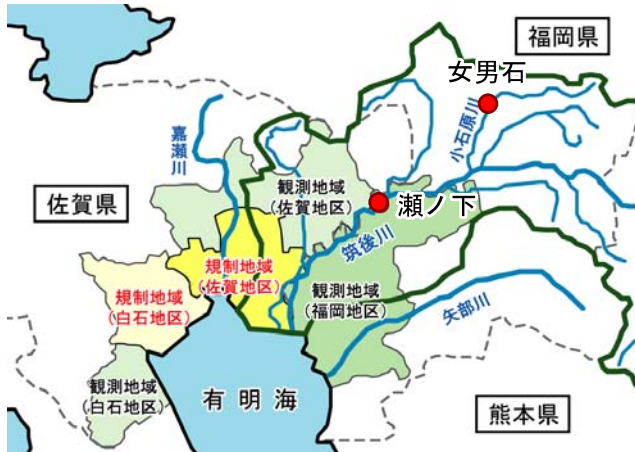 福岡県
女男石
小石原川
嘉瀬川
観測地域
(佐賀地区)
佐賀県
瀬ノ下
筑後川
規制地域
(佐賀地区)
規制地域
(白石地区)
観測地域
(福岡地区)
矢部川
観測地域
(白石地区)
有明海
熊本県